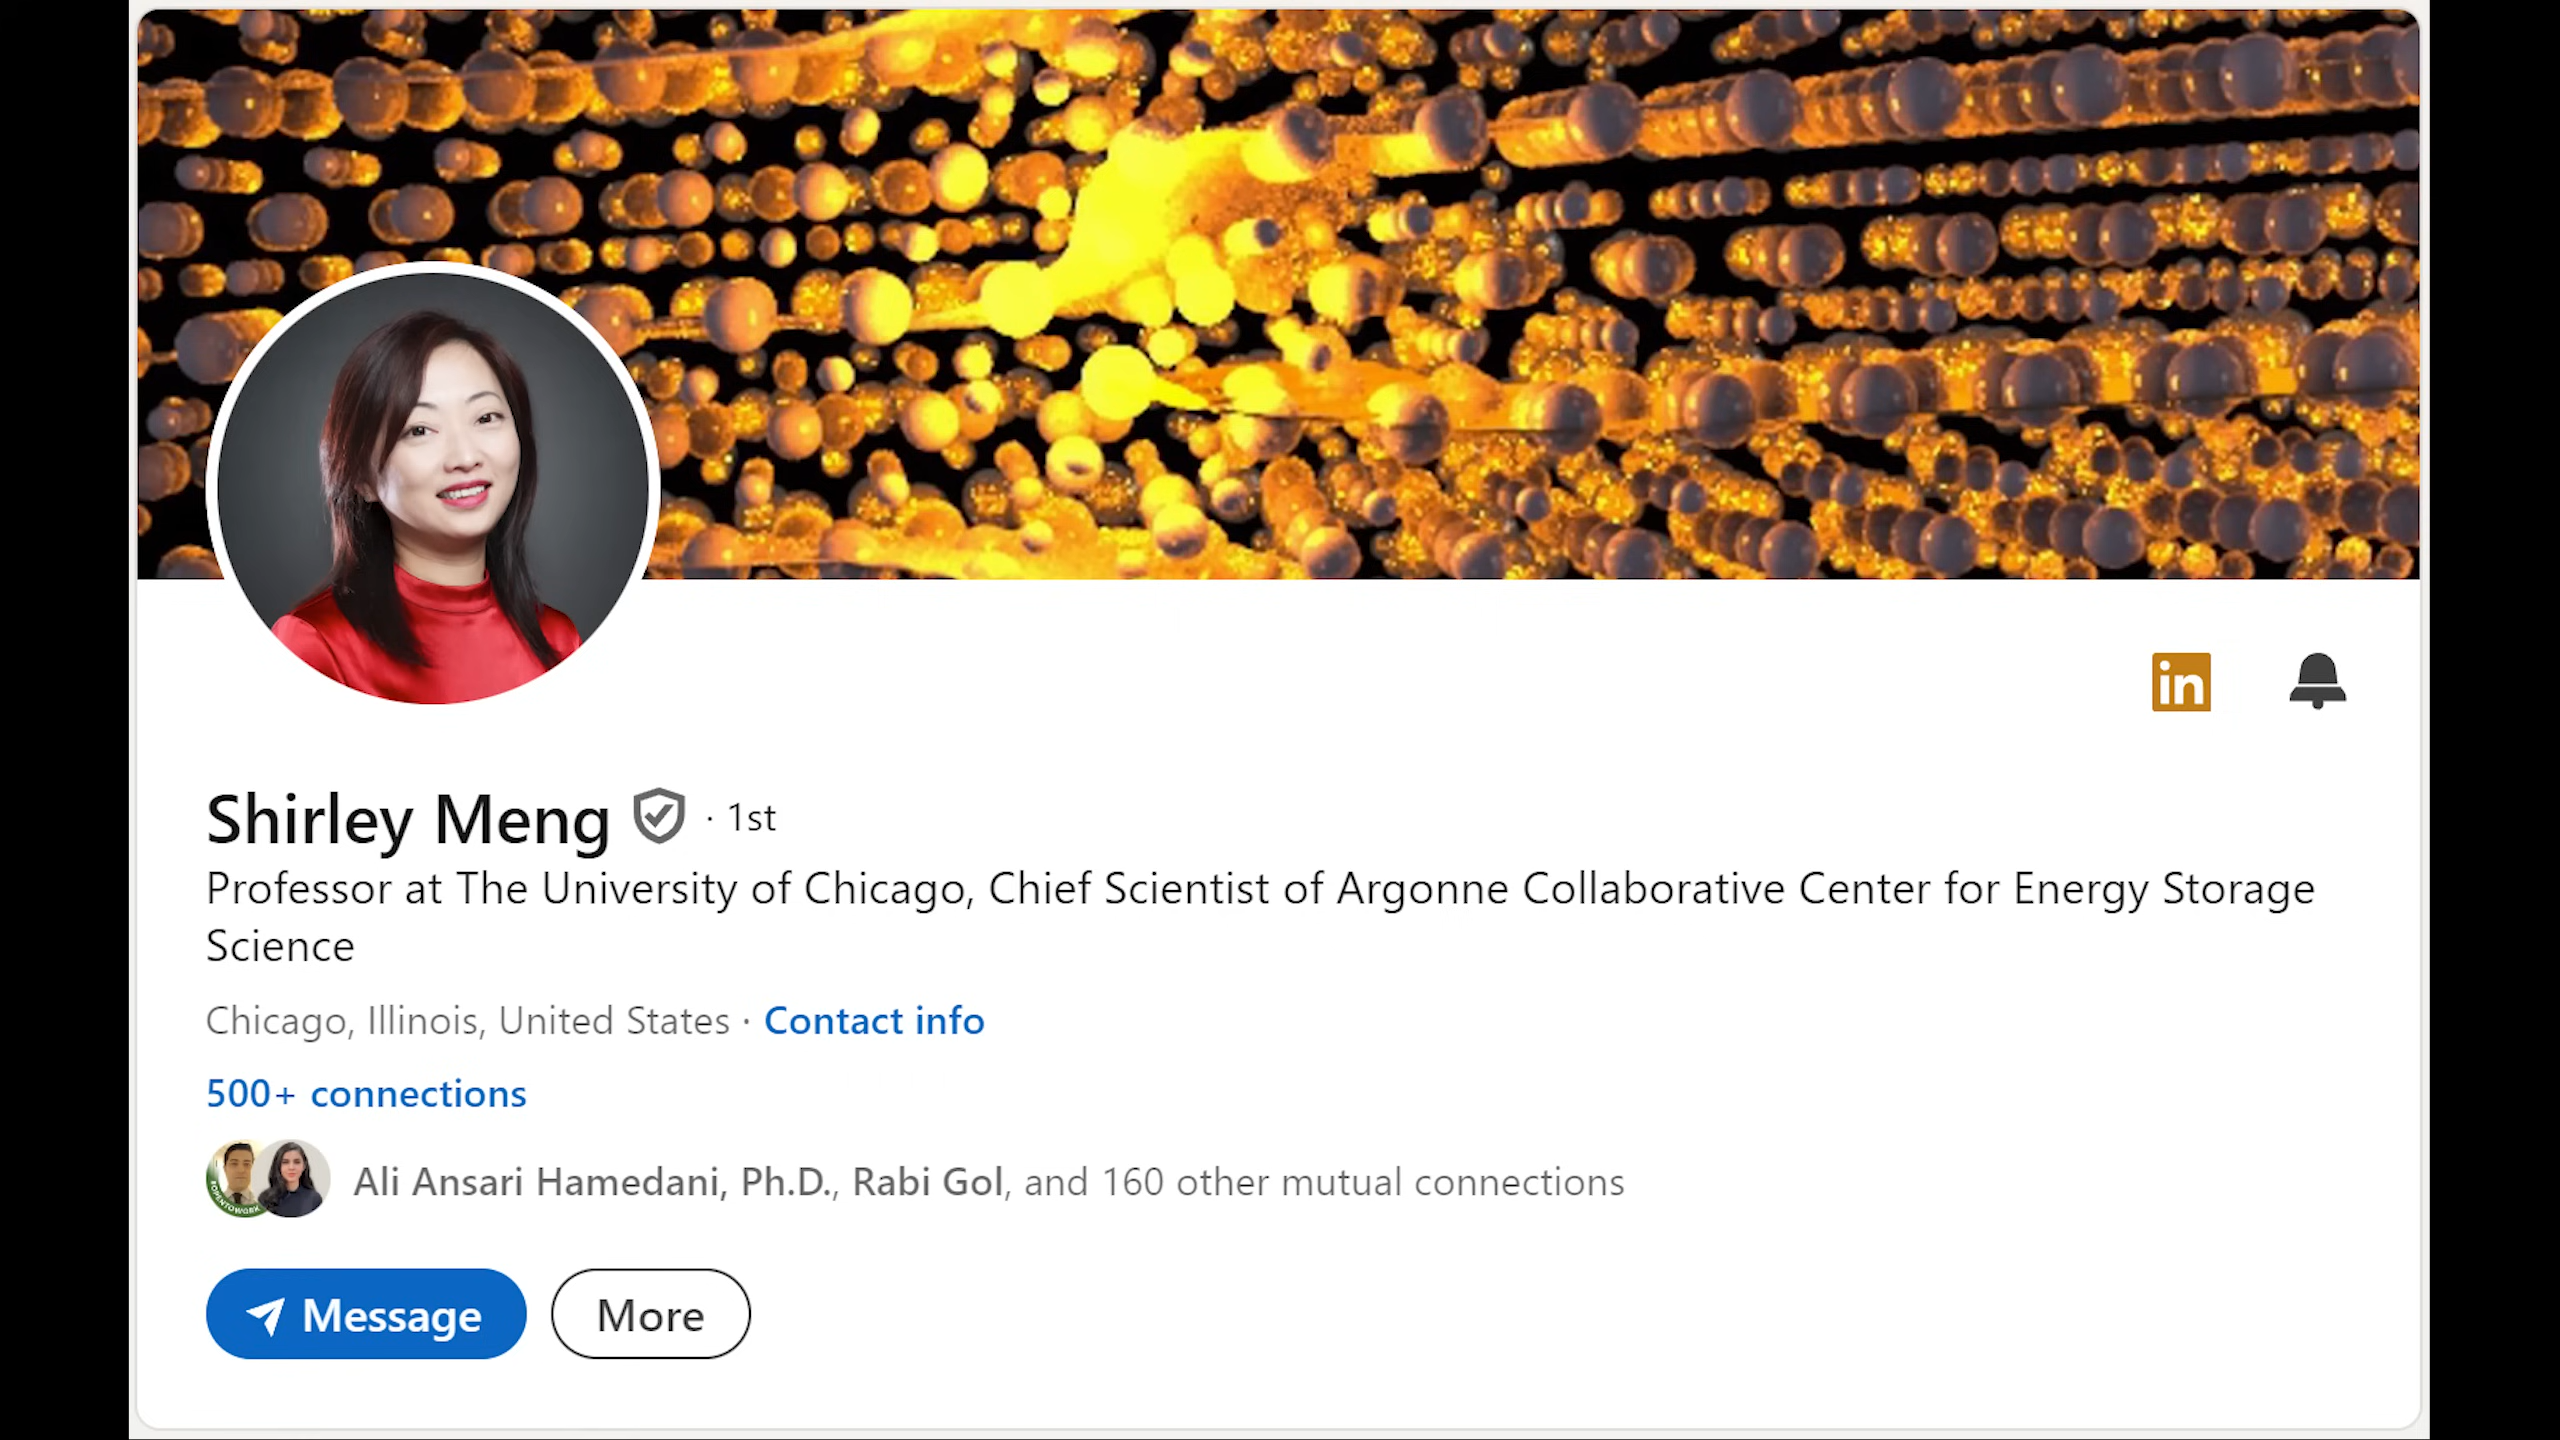 in
Shirley Meng · 1st
Professor at The University of Chicago, Chief Scientist of Argonne Collaborative Center for Energy Storage
Science
Chicago, Illinois, United States · Contact info
500+ connections
#OPENTOWORK
Ali Ansari Hamedani, Ph.D., Rabi Gol, and 160 other mutual connections
Message
More